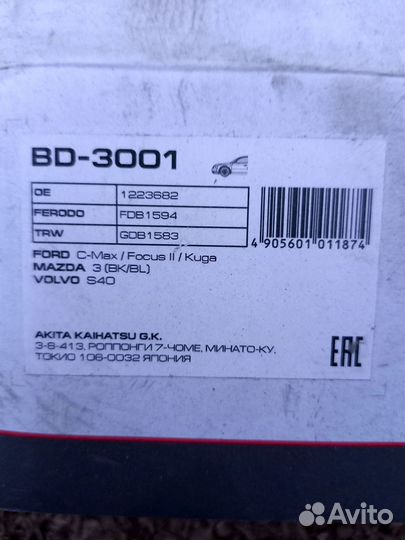 BD-3001
OE 1223682
FERODO FDB1594
TRW GDB1583
4 905601 011874
FORD C-Max / Focus II / Kuga
MAZDA 3 (BK/BL)
VOLVO S40
AKITA KAIHATSU G.K.
3-6-413, РОППОНГИ 7-ЧОМЕ, МИНАТО-КУ,
ТОКИО 106-0032 ЯПОНИЯ
EAC
Avito